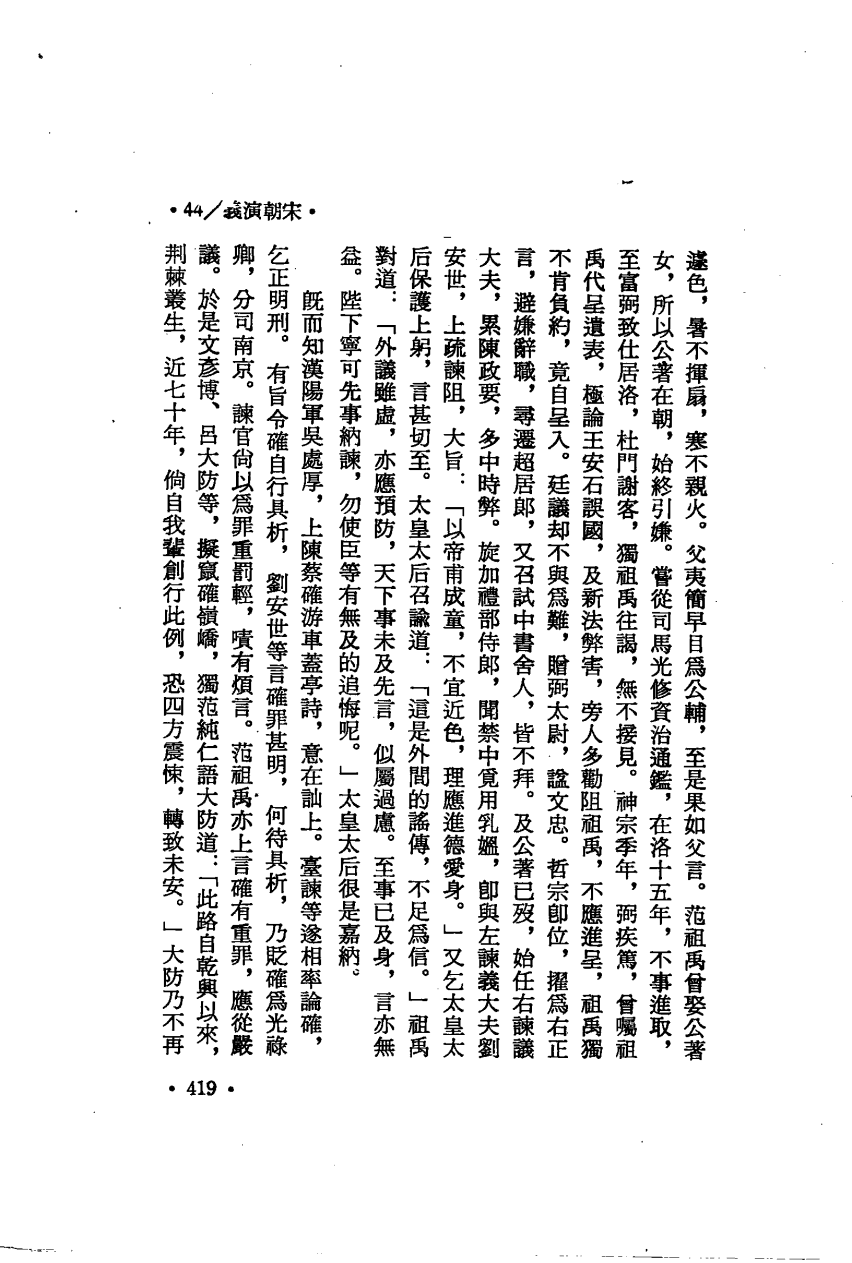 •宋朝演義/44•
遽色，暑不揮扇，寒不親火。父夷簡早目爲公輔，至是果如父言。范祖禹曾娶公著
女，所以公著在朝，始終引嫌。嘗從司馬光修資治通鑑，在洛十五年，不事進取，
至富弼致仕居洛，杜門謝客，獨祖禹往謁，無不接見。神宗季年，弼疾篤，曾囑祖
禹代呈遺表，極論王安石誤國，及新法弊害，旁人多勸阻祖禹，不應進呈，祖禹獨
不肯負約，竟自呈入。廷議却不與爲難，贈弼太尉，諡文忠。哲宗卽位，擢爲右正
言，避嫌辭職，尋遷超居郎，又召試中書舍人，皆不拜。及公著已歿，始任右諫議
大夫，累陳政要，多中時弊。旋加禮部侍郎，聞禁中覓用乳媼，卽與左諫義大夫劉
安世，上疏諫阻，大旨：「以帝甫成童，不宜近色，理應進德愛身。」又乞太皇太
后保護上躬，言甚切至。太皇太后召諭道：「這是外間的謠傳，不足爲信。」祖禹
對道：「外議雖虛，亦應預防，天下事未及先言，似屬過慮。至事已及身，言亦無
益。陛下寧可先事納諫，勿使臣等有無及的追悔呢。」太皇太后很是嘉納。
旣而知漢陽軍吳處厚，上陳蔡確游車蓋亭詩，意在訕上。臺諫等遂相率論確，
乞正明刑。有旨令確自行具析，劉安世等言確罪甚明，何待具析，乃貶確爲光祿
卿，分司南京。諫官尙以爲罪重罰輕，嘖有煩言。范祖禹亦上言確有重罪，應從嚴
議。於是文彥博、呂大防等，擬竄確嶺嶠，獨范純仁語大防道：「此路自乾興以來，
荆棘叢生，近七十年，倘自我輩創行此例，恐四方震悚，轉致未安。」大防乃不再
•419•